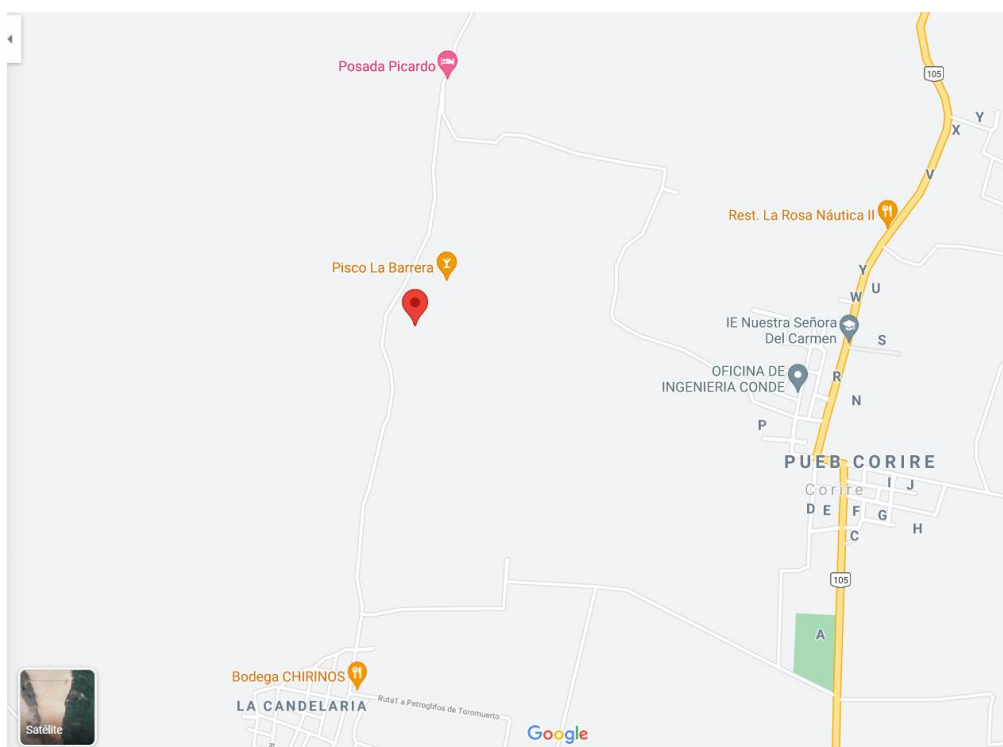 Posada Picardo
105
Y
X
V
Rest. La Rosa Náutica II
Pisco La Barrera
Y
U
W
IE Nuestra Señora
Del Carmen
S
OFICINA DE
INGENIERIA CONDE
R
N
P
PUEB CORIRE
Corire
I
J
D
E
F
G
H
C
105
A
Bodega CHIRINOS
LA CANDELARIA
Ruta1 a Petroglifos de Toromuerto
R
Satélite
Google